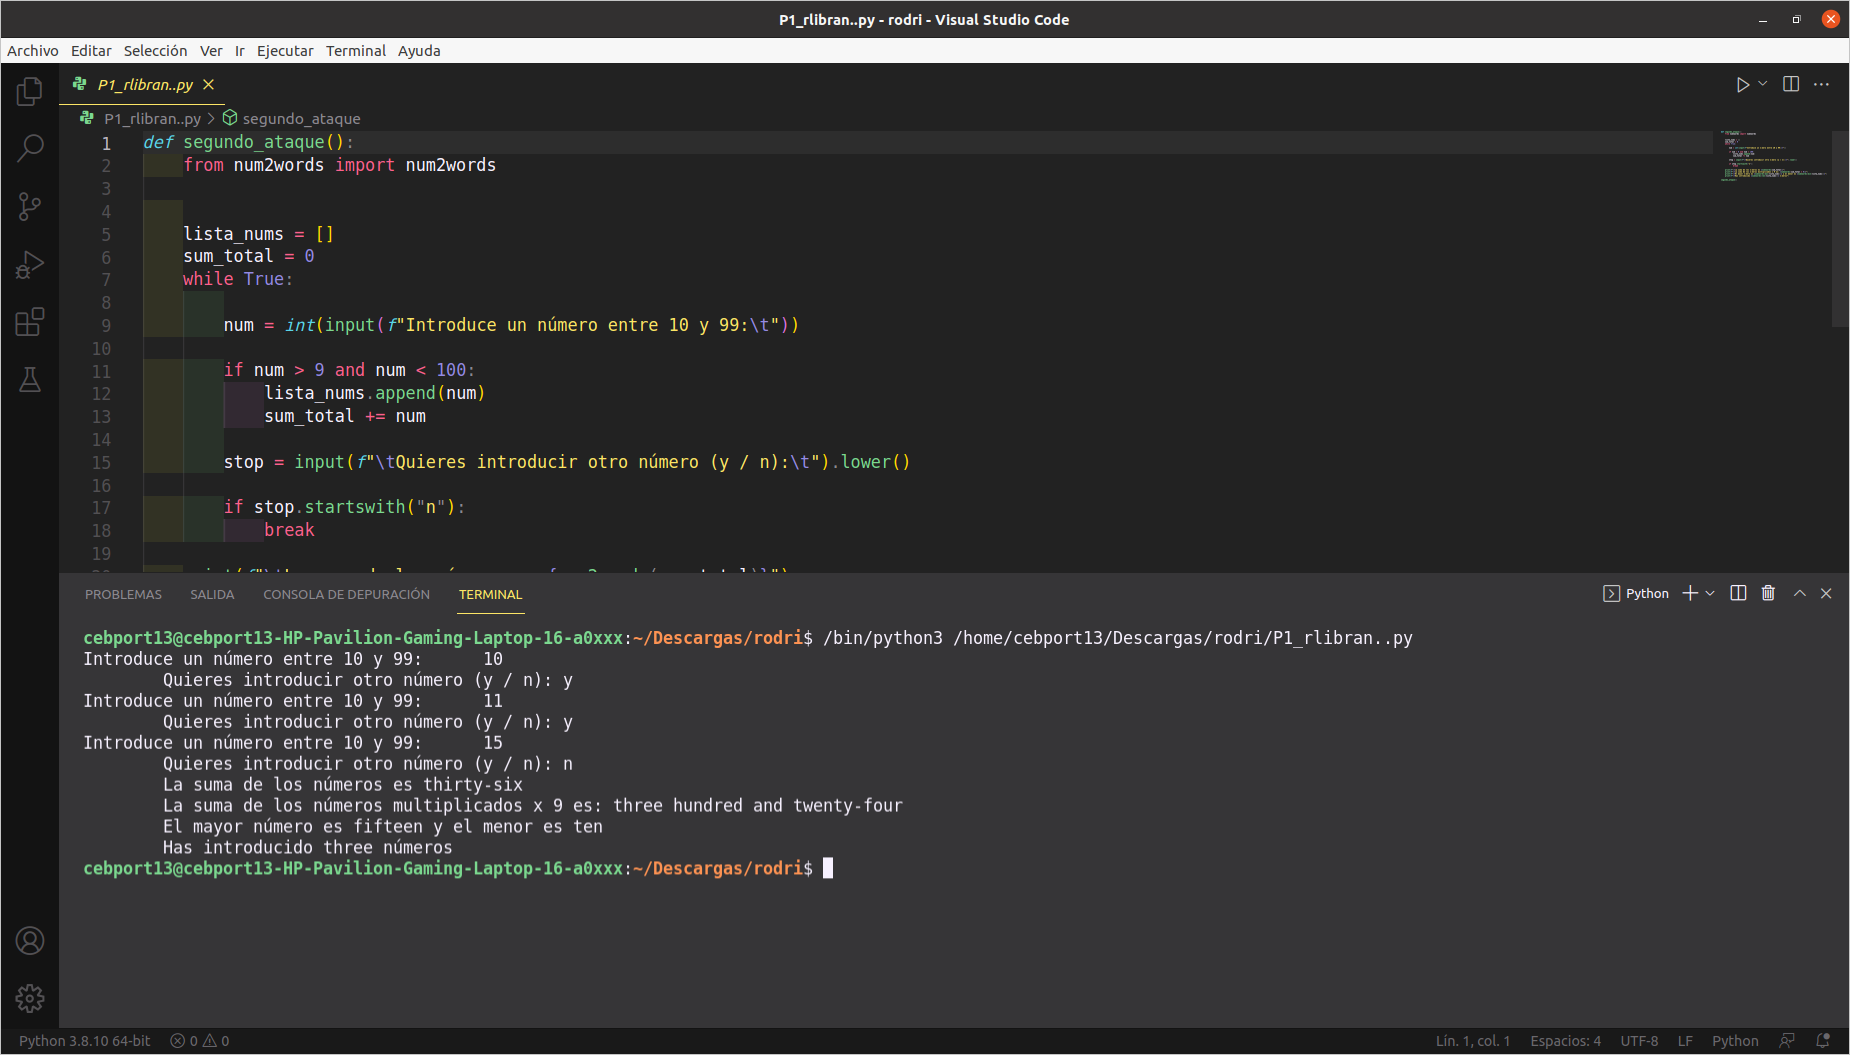 P1_rlibran..py - rodri - Visual Studio Code
Archivo Editar Selección Ver Ir Ejecutar Terminal Ayuda
P1_rlibran..py
P1_rlibran..py > segundo_ataque
1 def segundo_ataque():
2 from num2words import num2words
3
4
5 lista_nums = []
6 sum_total = 0
7 while True:
8
9 num = int(input(f"Introduce un número entre 10 y 99:\t"))
10
11 if num > 9 and num < 100:
12 lista_nums.append(num)
13 sum_total += num
14
15 stop = input(f"\tQuieres introducir otro número (y / n):\t").lower()
16
17 if stop.startswith("n"):
18 break
19
PROBLEMAS SALIDA CONSOLA DE DEPURACIÓN TERMINAL Python
cebport13@cebport13-HP-Pavilion-Gaming-Laptop-16-a0xxx:~/Descargas/rodri$ /bin/python3 /home/cebport13/Descargas/rodri/P1_rlibran..py
Introduce un número entre 10 y 99: 10
Quieres introducir otro número (y / n): y
Introduce un número entre 10 y 99: 11
Quieres introducir otro número (y / n): y
Introduce un número entre 10 y 99: 15
Quieres introducir otro número (y / n): n
La suma de los números es thirty-six
La suma de los números multiplicados x 9 es: three hundred and twenty-four
El mayor número es fifteen y el menor es ten
Has introducido three números
cebport13@cebport13-HP-Pavilion-Gaming-Laptop-16-a0xxx:~/Descargas/rodri$
Python 3.8.10 64-bit 0 0 Lín. 1, col. 1 Espacios: 4 UTF-8 LF Python